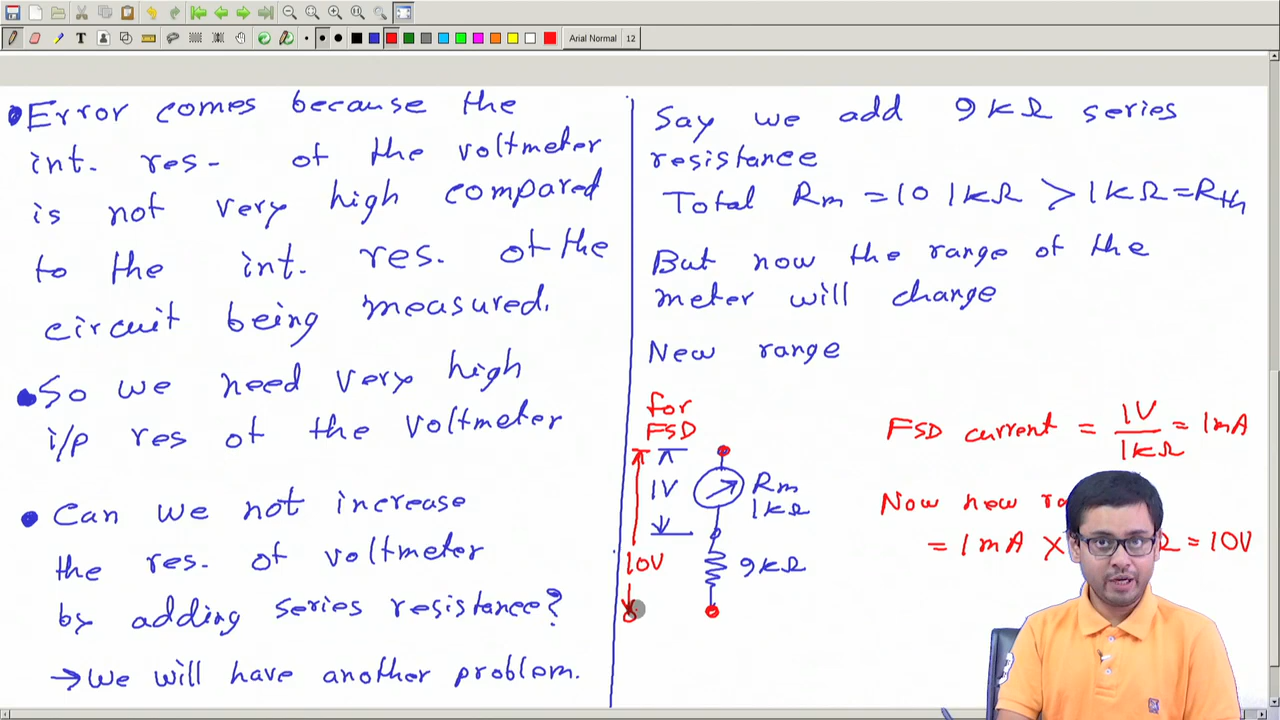 Arial Normal 12
Error comes because the
int. res- of the voltmeter
is not very high compared
to the int. res. of the
circuit being measured.
So we need very high
i/p res of the voltmeter
Can we not increase
the res. of voltmeter
by adding series resistance?
→ We will have another problem.
Say we add 9kΩ series
resistance
Total Rm = 10 1kΩ > 1kΩ = Rth
But now the range of the
meter will change
New range
for
FSD
1V
Rm
1kΩ
10V
9kΩ
FSD current = 1V / 1kΩ = 1mA
Now new
= 1mA × Ω = 10V